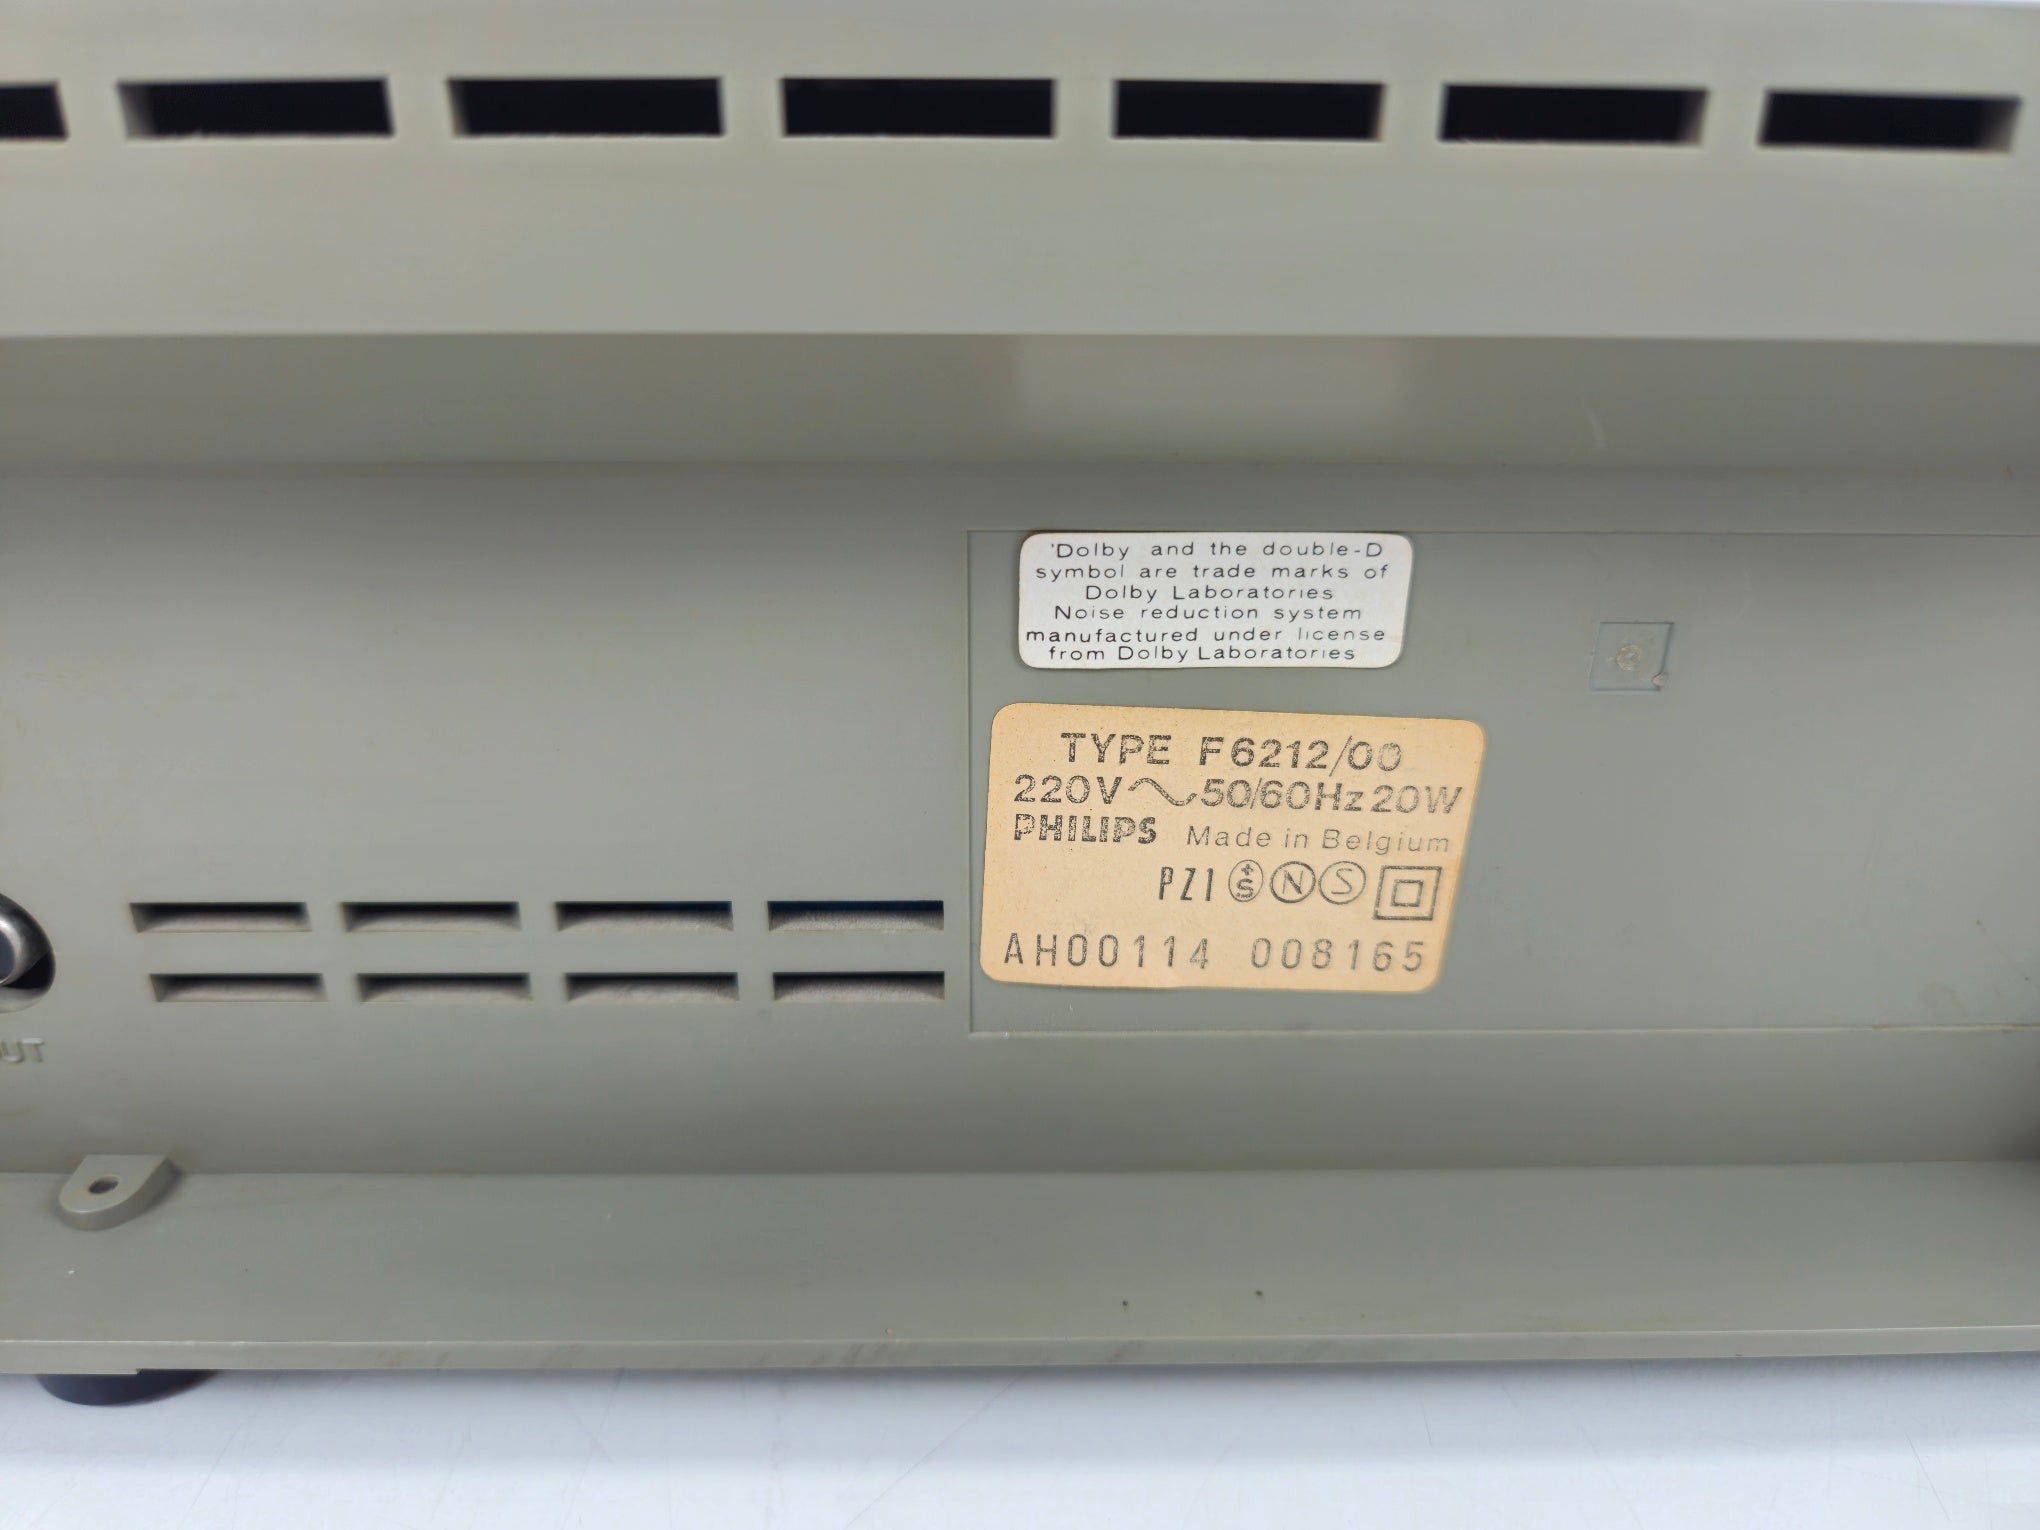 'Dolby and the double-D
symbol are trade marks of
Dolby Laboratories
Noise reduction system
manufactured under license
from Dolby Laboratories
TYPE F6212/00
220V~50/60Hz 20W
PHILIPS Made in Belgium
PZI +S N S
AH00114 008165
UT